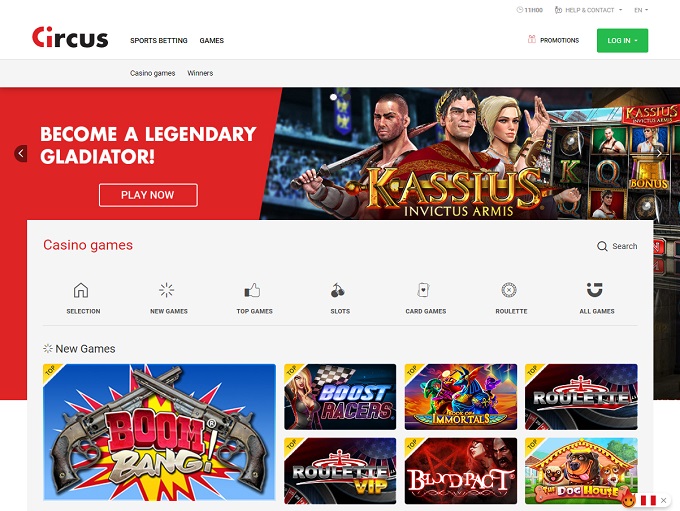 11H00 HELP & CONTACT EN
Circus SPORTS BETTING GAMES PROMOTIONS LOG IN
Casino games Winners
BECOME A LEGENDARY
GLADIATOR!
PLAY NOW
KASSIUS
INVICTUS ARMIS
KASSIUS
INVICTUS ARMIS
K K
BONUS
Casino games Search
SELECTION NEW GAMES TOP GAMES SLOTS CARD GAMES ROULETTE ALL GAMES
New Games
TOP
BOOM
BANG!
TOP
BOOST
RACERS
TOP
BOOK OF
IMMORTALS
TOP
ROULETTE
TOP
ROULETTE
VIP
TOP
BLOODPACT
TOP
THE DOG HOUSE